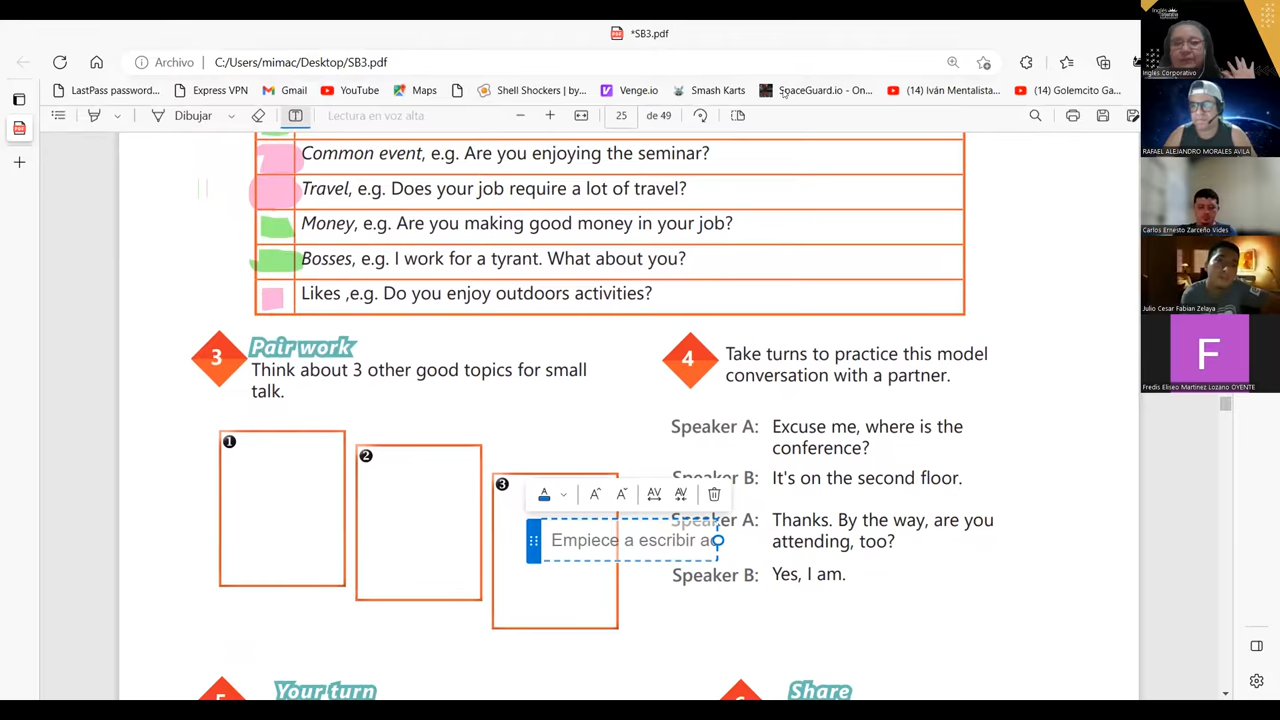 *SB3.pdf
Archivo
C:/Users/mimac/Desktop/SB3.pdf
LastPass password...
Express VPN
Gmail
YouTube
Maps
Shell Shockers | by...
Venge.io
Smash Karts
SpaceGuard.io - On...
(14) Iván Mentalista...
(14) Golemcito Ga...
Dibujar
Lectura en voz alta
25
de 49
Common event, e.g. Are you enjoying the seminar?
Travel, e.g. Does your job require a lot of travel?
Money, e.g. Are you making good money in your job?
Bosses, e.g. I work for a tyrant. What about you?
Likes ,e.g. Do you enjoy outdoors activities?
3
Pair work
Think about 3 other good topics for small
talk.
1
2
3
Empiece a escribir a
4
Take turns to practice this model
conversation with a partner.
Speaker A: Excuse me, where is the
conference?
Speaker B: It's on the second floor.
Speaker A: Thanks. By the way, are you
attending, too?
Speaker B: Yes, I am.
Your turn
Share
Inglés Corporativo
RAFAEL ALEJANDRO MORALES AVILA
Carlos Ernesto Zarceño Vides
Julio Cesar Fabian Zelaya
F
Fredis Eliseo Martinez Lozano OYENTE